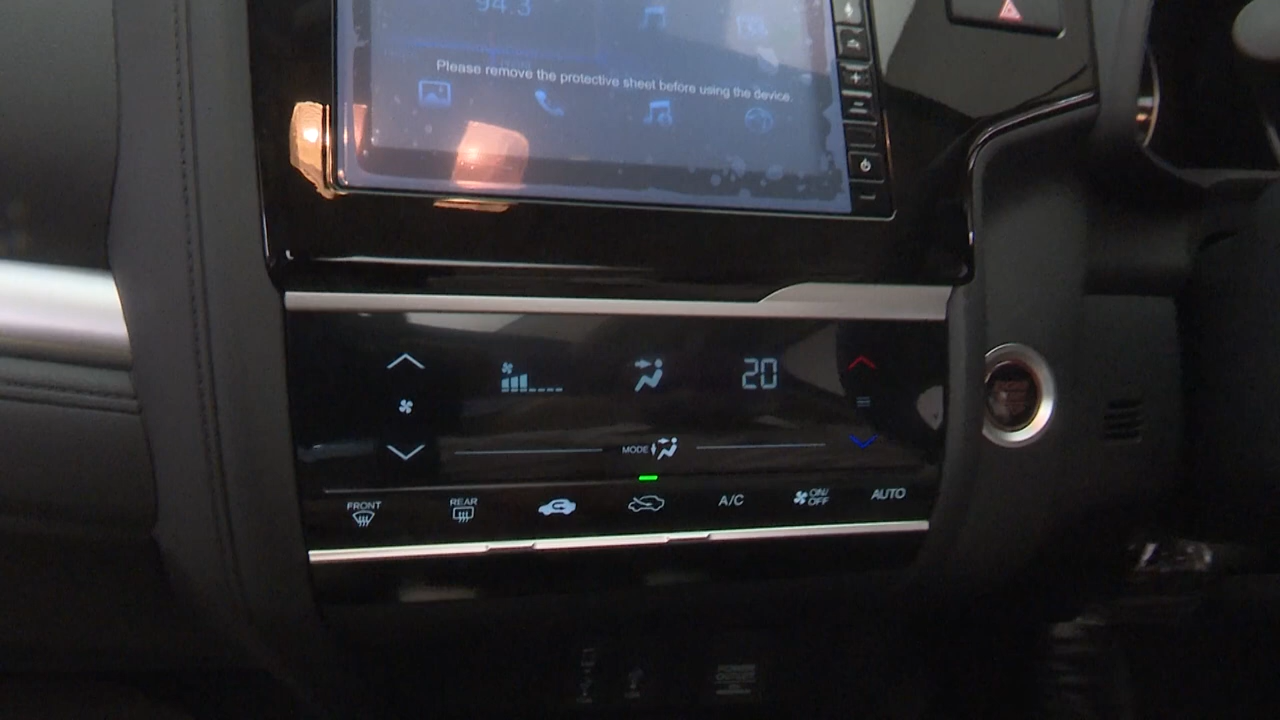 94.3
Please remove the protective sheet before using the device.
20
MODE
FRONT
REAR
A/C
ON/
OFF
AUTO